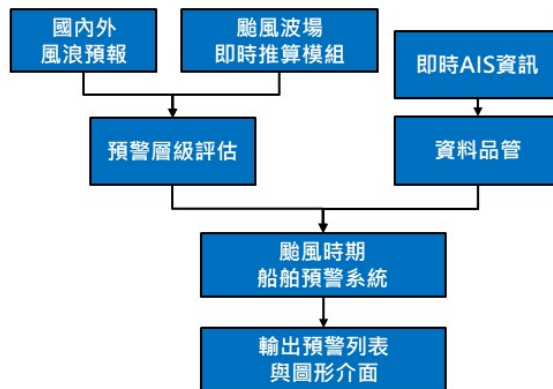 國內外
風浪預報
颱風波場
即時推算模組
即時AIS資訊
預警層級評估
資料品管
颱風時期
船舶預警系統
輸出預警列表
與圖形介面